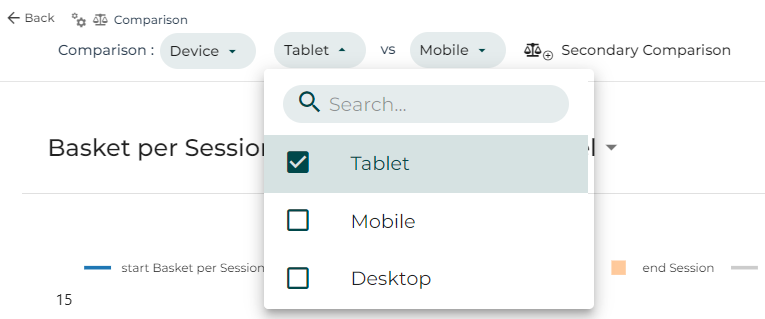 Back Comparison
Comparison : Device Tablet vs Mobile Secondary Comparison
Search...
Basket per Session
Tablet
Mobile
Desktop
start Basket per Session end Session
15